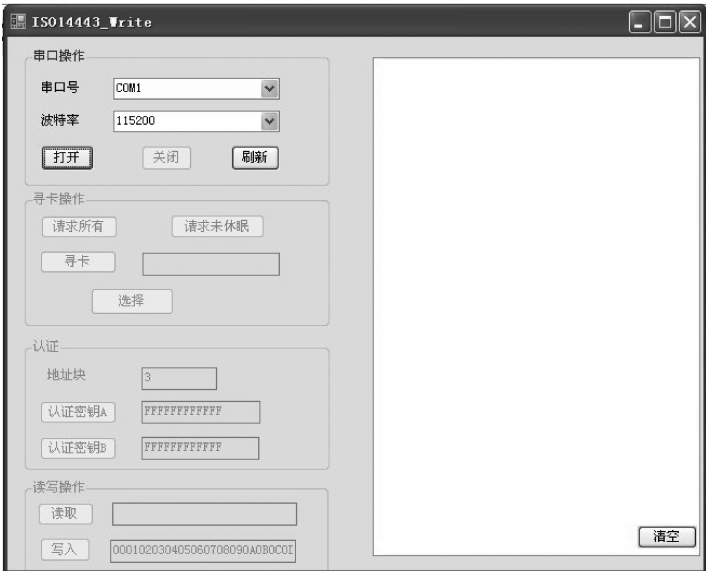 ISO14443_Write
串口操作
串口号 COM1
波特率 115200
打开 关闭 刷新
寻卡操作
请求所有 请求未休眠
寻卡
选择
认证
地址块 3
认证密钥A FFFFFFFFFFFF
认证密钥B FFFFFFFFFFFF
读写操作
读取
清空
写入 000102030405060708090A0B0C0D